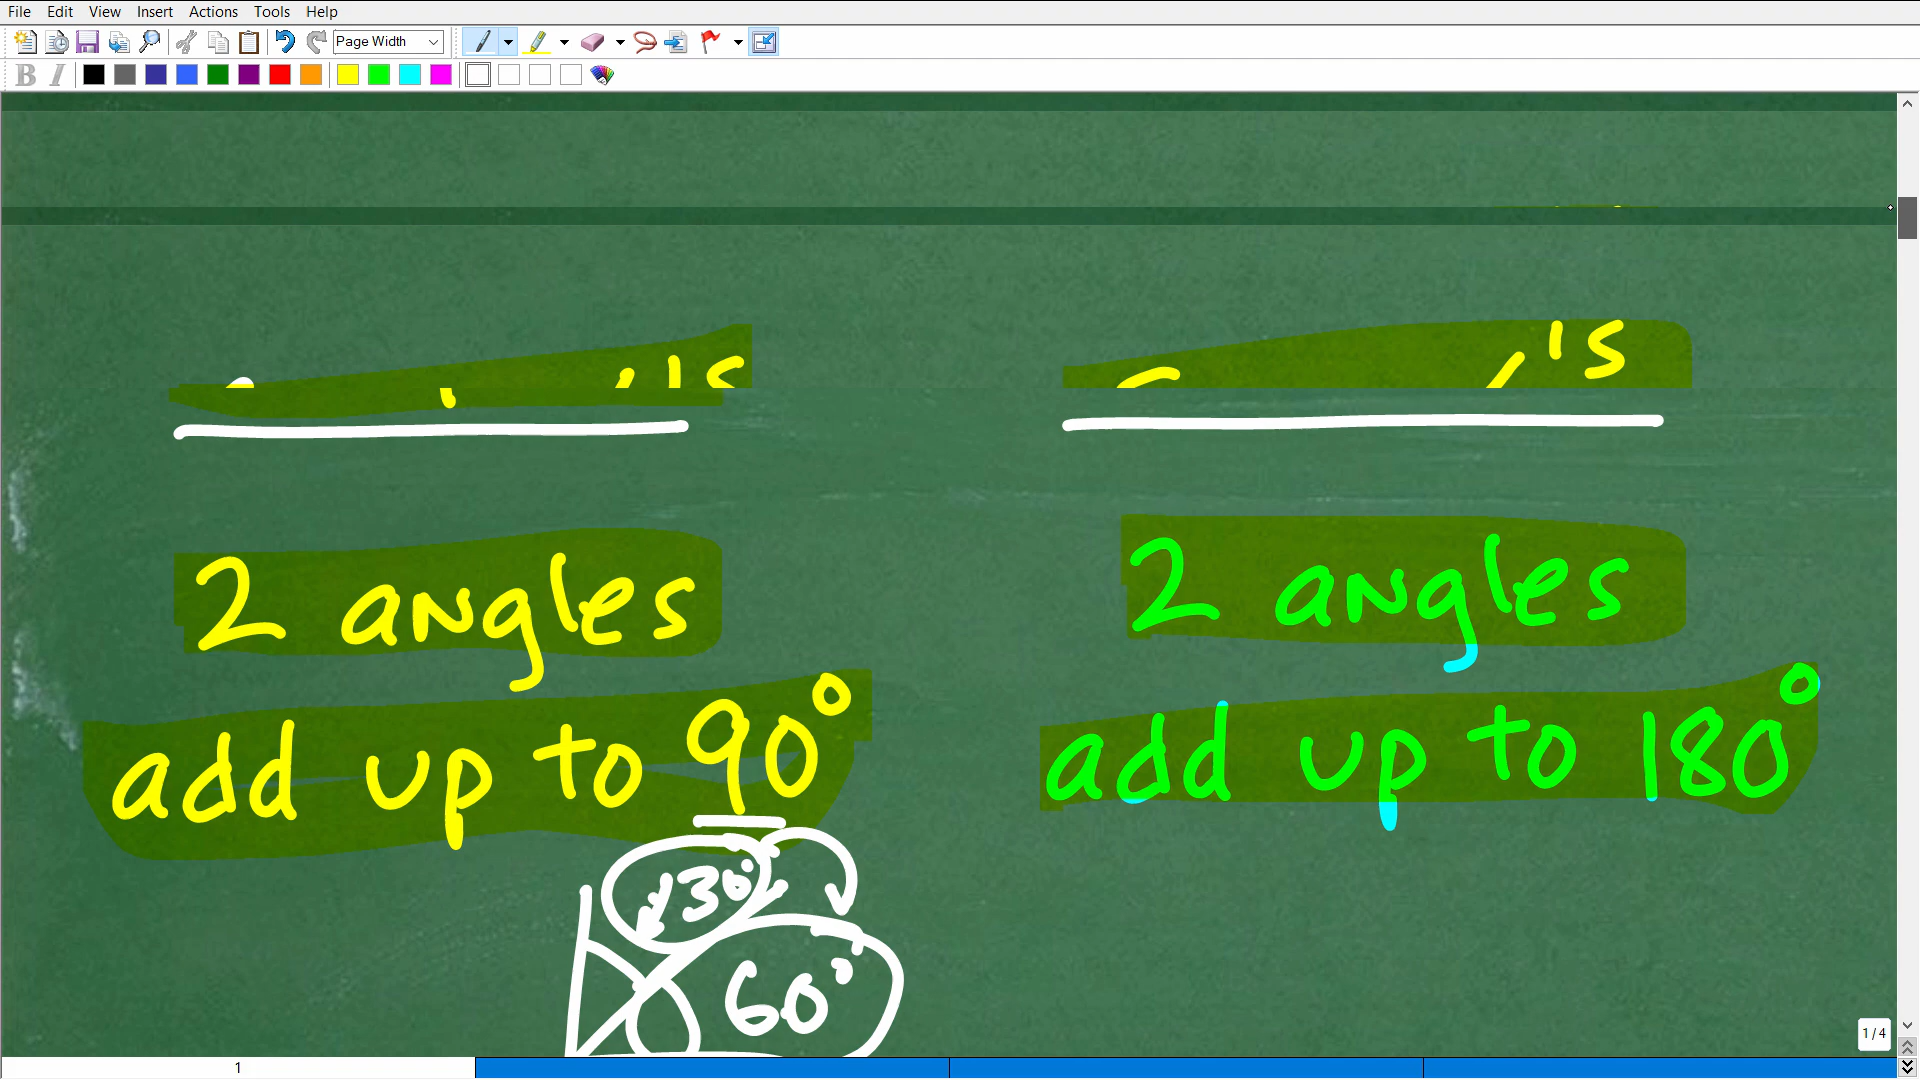 File Edit View Insert Actions Tools Help
Page Width
B I
's 's
2 angles
add up to 90°
2 angles
add up to 180°
30°
60°
1 / 4
1